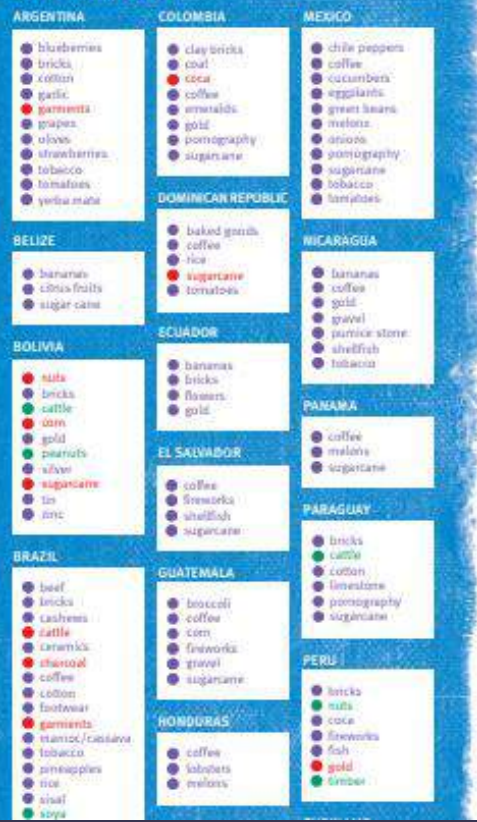 ARGENTINA
blueberries
bricks
cotton
garlic
garments
grapes
olives
strawberries
tobacco
tomatoes
yerba mate
BELIZE
bananas
citrus fruits
sugar cane
BOLIVIA
nuts
bricks
cattle
corn
gold
peanuts
silver
sugarcane
tin
zinc
BRAZIL
beef
bricks
cashews
cattle
ceramics
charcoal
coffee
cotton
footwear
garments
manioc/cassava
tobacco
pineapples
rice
sisal
soya
COLOMBIA
clay bricks
coal
coca
coffee
emeralds
gold
pornography
sugarcane
DOMINICAN REPUBLIC
baked goods
coffee
rice
sugarcane
tomatoes
ECUADOR
bananas
bricks
flowers
gold
EL SALVADOR
coffee
fireworks
shellfish
sugarcane
GUATEMALA
broccoli
coffee
corn
fireworks
gravel
sugarcane
HONDURAS
coffee
lobsters
melons
MEXICO
chile peppers
coffee
cucumbers
eggplants
green beans
melons
onions
pornography
sugarcane
tobacco
tomatoes
NICARAGUA
bananas
coffee
gold
gravel
pumice stone
shellfish
tobacco
PANAMA
coffee
melons
sugarcane
PARAGUAY
bricks
cattle
cotton
limestone
pornography
sugarcane
PERU
bricks
nuts
coca
fireworks
fish
gold
timber